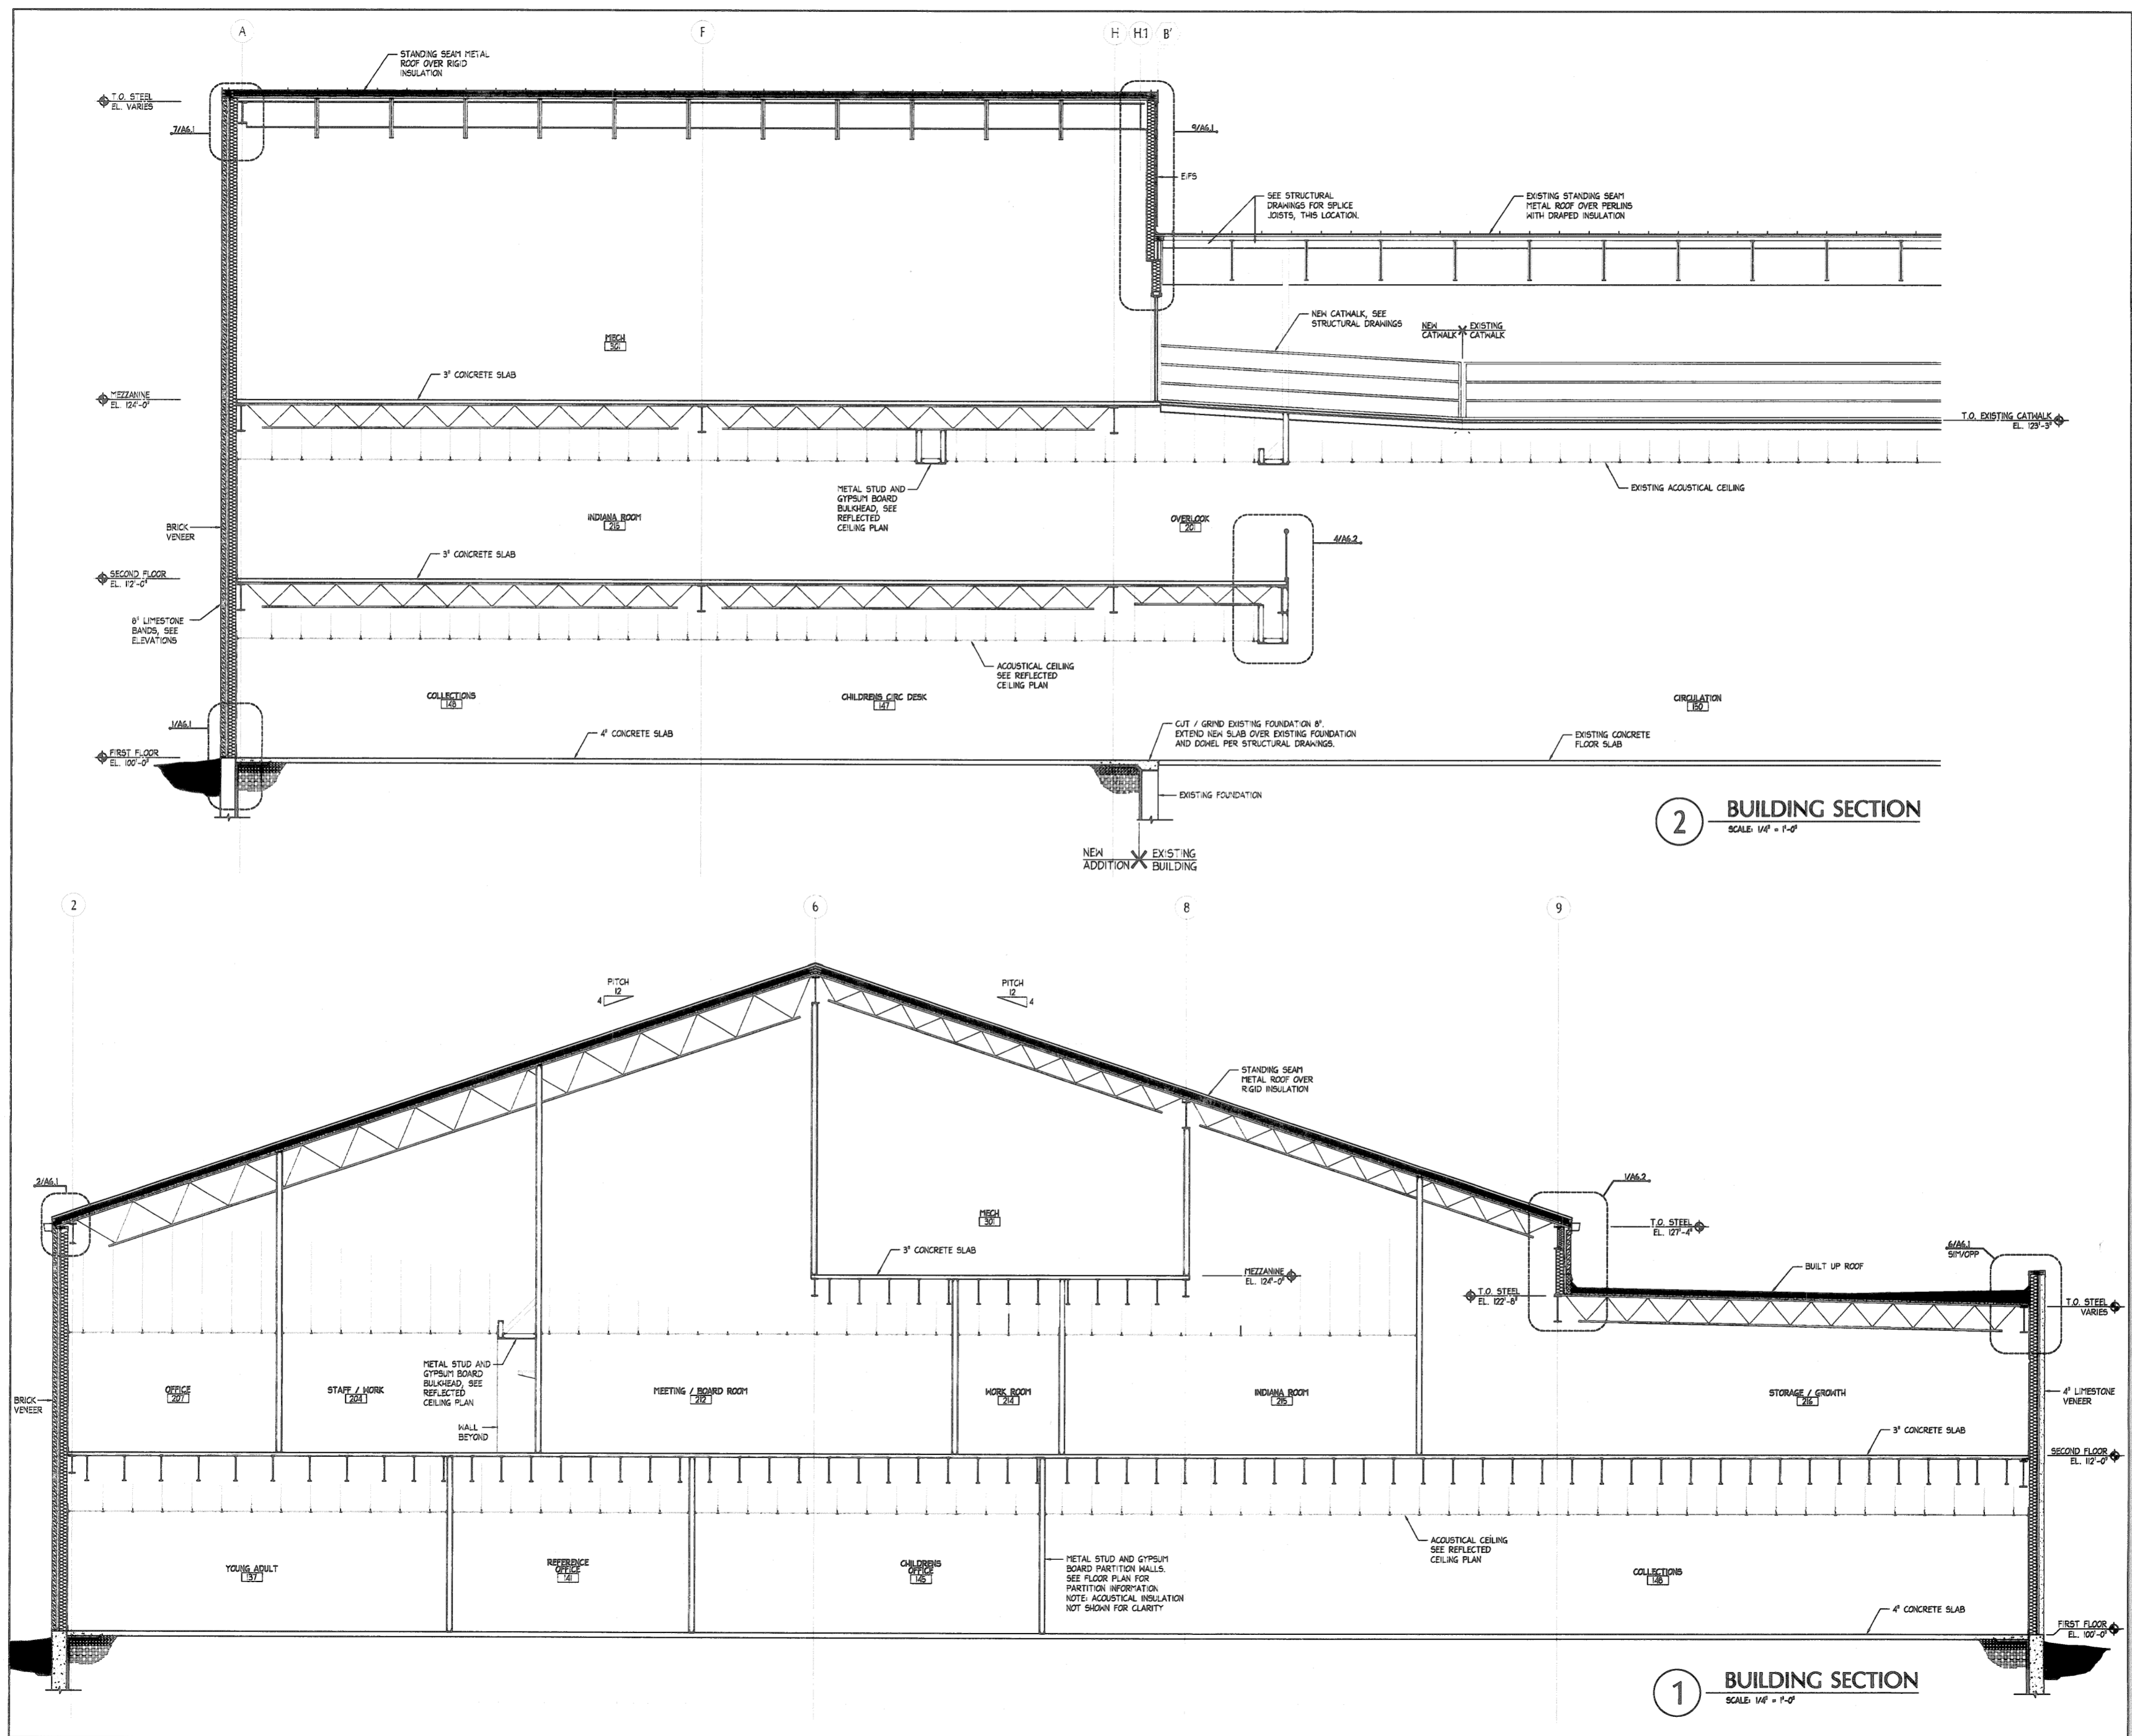 A
F
H
H.1
B'
STANDING SEAM METAL
ROOF OVER RIGID
INSULATION
T.O. STEEL
EL. VARIES
7/A6.1
9/A6.1
EIFS
SEE STRUCTURAL
DRAWINGS FOR SPLICE
JOISTS, THIS LOCATION.
EXISTING STANDING SEAM
METAL ROOF OVER PERLINS
WITH DRAPED INSULATION
NEW CATWALK, SEE
STRUCTURAL DRAWINGS
NEW
CATWALK
EXISTING
CATWALK
MECH
301
3" CONCRETE SLAB
MEZZANINE
EL. 124'-0"
T.O. EXISTING CATWALK
EL. 123'-3"
METAL STUD AND
GYPSUM BOARD
BULKHEAD, SEE
REFLECTED
CEILING PLAN
EXISTING ACOUSTICAL CEILING
BRICK
VENEER
INDIANA ROOM
215
OVERLOOK
201
4/A6.2
3" CONCRETE SLAB
SECOND FLOOR
EL. 112'-0"
8" LIMESTONE
BANDS, SEE
ELEVATIONS
ACOUSTICAL CEILING
SEE REFLECTED
CEILING PLAN
COLLECTIONS
148
CHILDRENS CIRC DESK
147
CIRCULATION
150
1/A6.1
4" CONCRETE SLAB
CUT / GRIND EXISTING FOUNDATION 8".
EXTEND NEW SLAB OVER EXISTING FOUNDATION
AND DOWEL PER STRUCTURAL DRAWINGS.
EXISTING CONCRETE
FLOOR SLAB
FIRST FLOOR
EL. 100'-0"
EXISTING FOUNDATION
2
BUILDING SECTION
SCALE: 1/4" = 1'-0"
NEW
ADDITION
EXISTING
BUILDING
2
6
8
9
PITCH
12
4
PITCH
12
4
STANDING SEAM
METAL ROOF OVER
RIGID INSULATION
2/A6.1
1/A6.2
MECH
301
T.O. STEEL
EL. 127'-4"
3" CONCRETE SLAB
6/A6.1
SIM/OPP
MEZZANINE
EL. 124'-0"
BUILT UP ROOF
T.O. STEEL
EL. 122'-8"
T.O. STEEL
VARIES
METAL STUD AND
GYPSUM BOARD
BULKHEAD, SEE
REFLECTED
CEILING PLAN
BRICK
VENEER
OFFICE
207
STAFF / WORK
204
MEETING / BOARD ROOM
212
WORK ROOM
214
INDIANA ROOM
215
STORAGE / GROWTH
216
4" LIMESTONE
VENEER
WALL
BEYOND
3" CONCRETE SLAB
SECOND FLOOR
EL. 112'-0"
ACOUSTICAL CEILING
SEE REFLECTED
CEILING PLAN
YOUNG ADULT
137
REFERENCE
OFFICE
141
CHILDRENS
OFFICE
145
METAL STUD AND GYPSUM
BOARD PARTITION WALLS.
SEE FLOOR PLAN FOR
PARTITION INFORMATION
NOTE: ACOUSTICAL INSULATION
NOT SHOWN FOR CLARITY
COLLECTIONS
148
4" CONCRETE SLAB
FIRST FLOOR
EL. 100'-0"
1
BUILDING SECTION
SCALE: 1/4" = 1'-0"